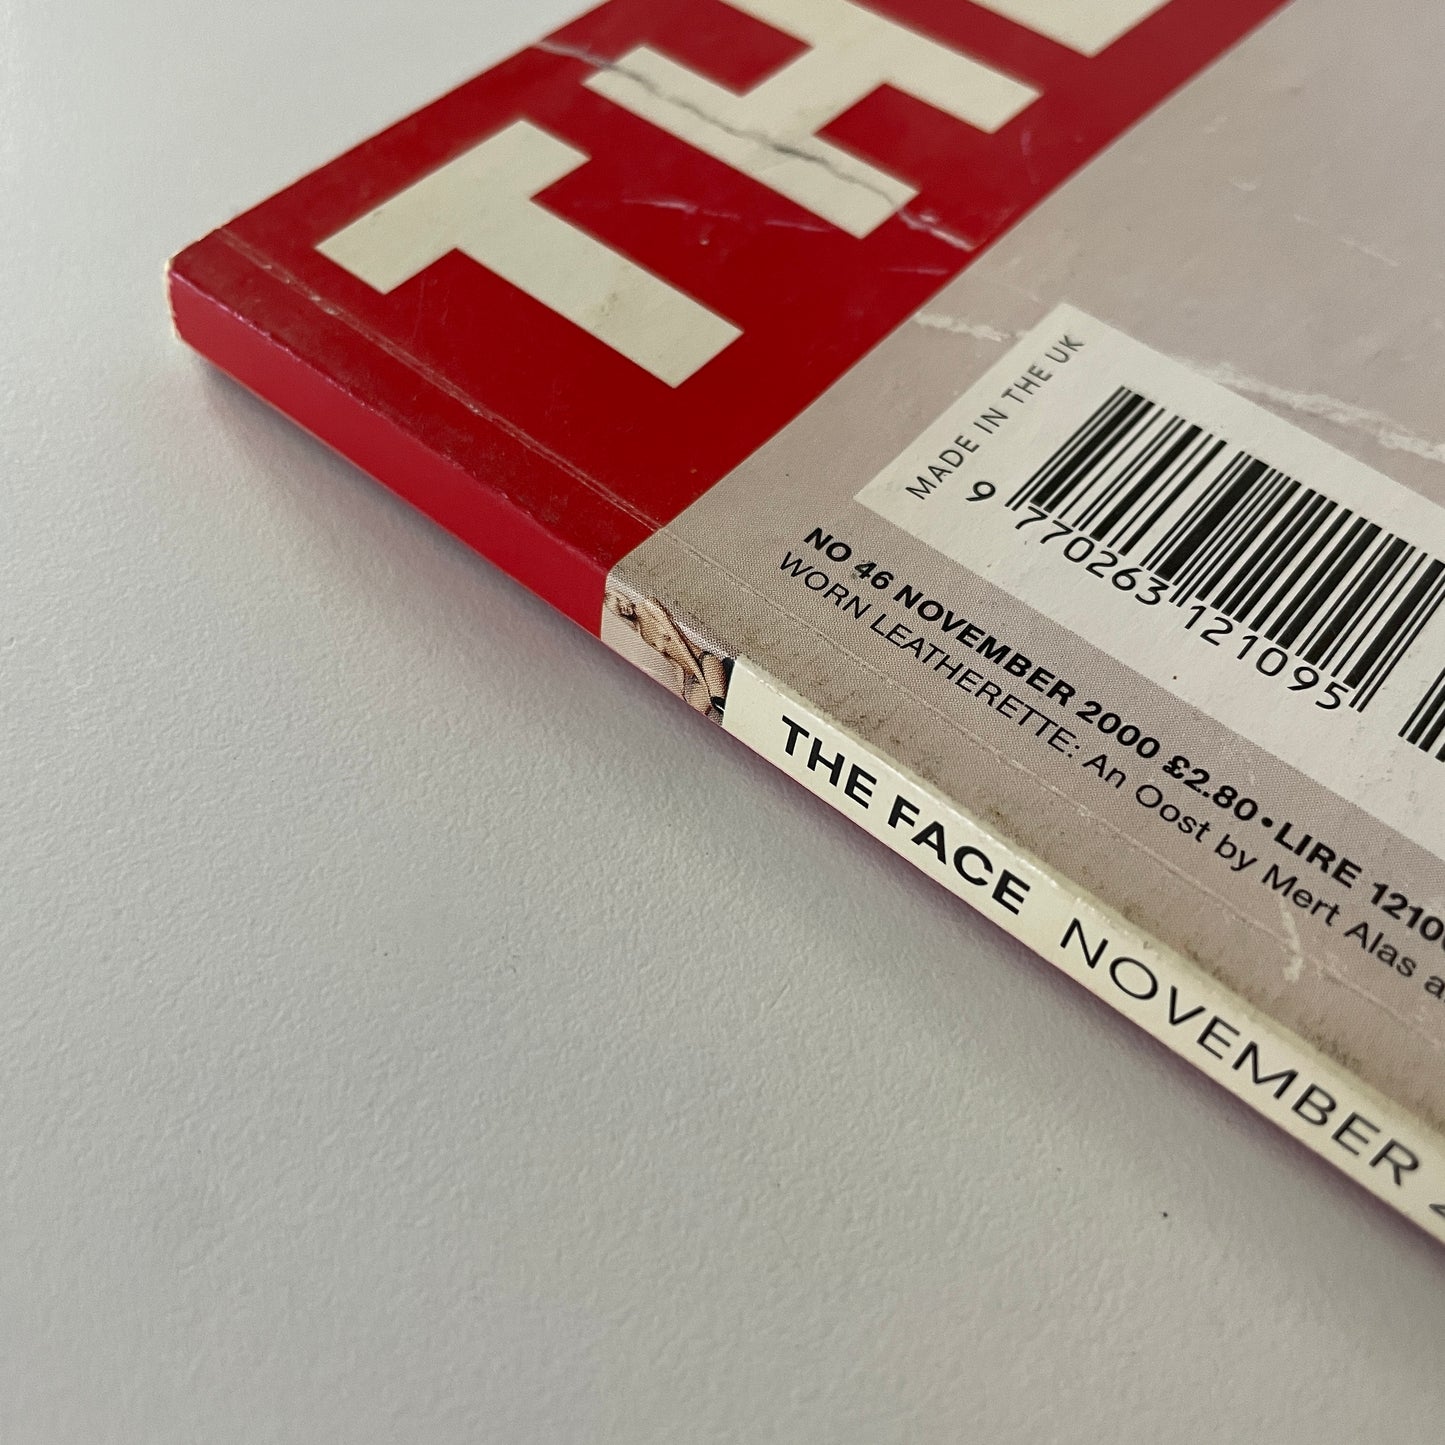 TH
MADE IN THE UK
9 770263 121095
NO 46 NOVEMBER 2000 £2.80•LIRE
WORN LEATHERETTE: An Oost by Mert Alas
THE FACE NOVEMBER